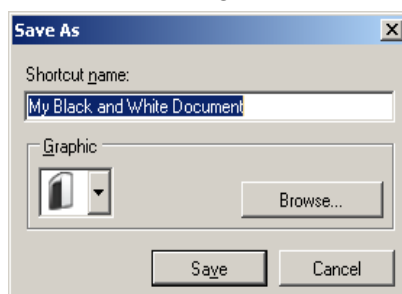 Save As
Shortcut name:
My Black and White Document
Graphic
Browse...
Save
Cancel